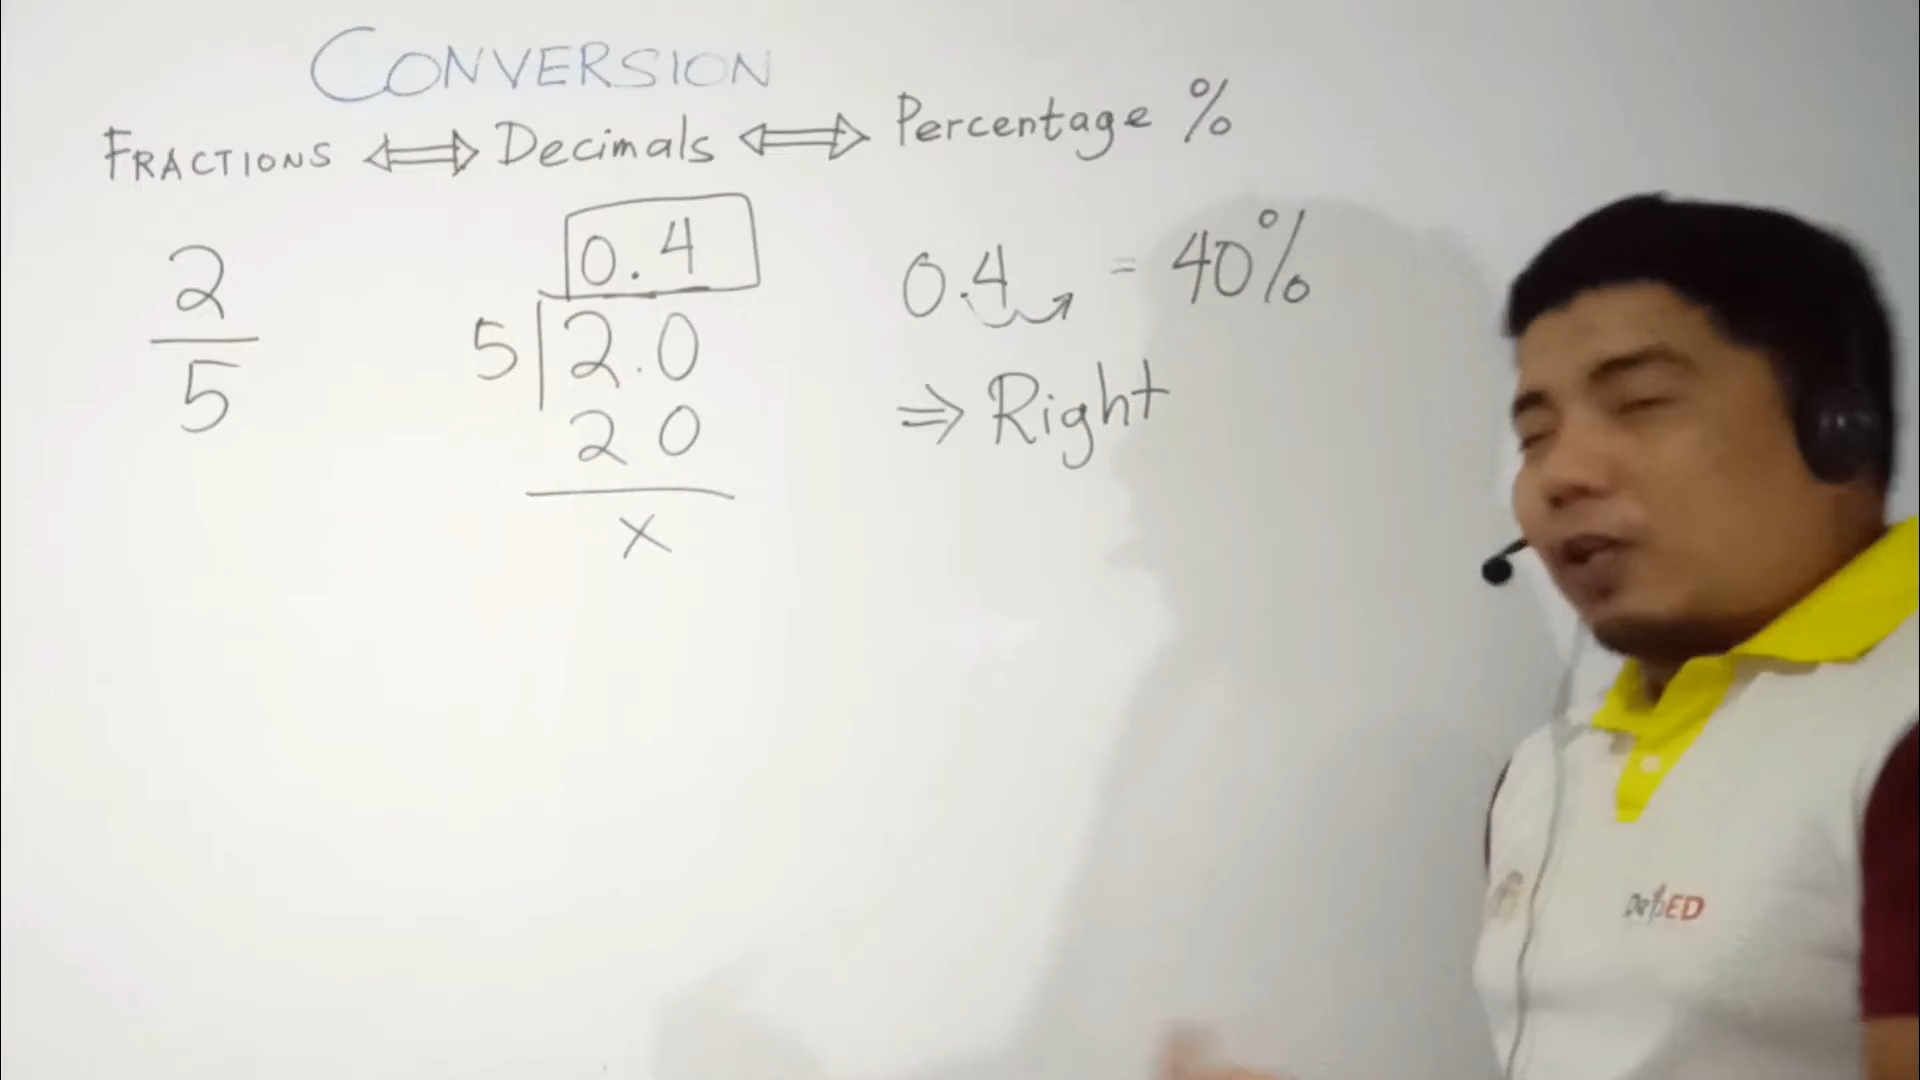 CONVERSION
FRACTIONS ⇔ Decimals ⇔ Percentage %
2
5
0.4
5 2.0
20
x
0.4 = 40%
⇒ Right
DepED